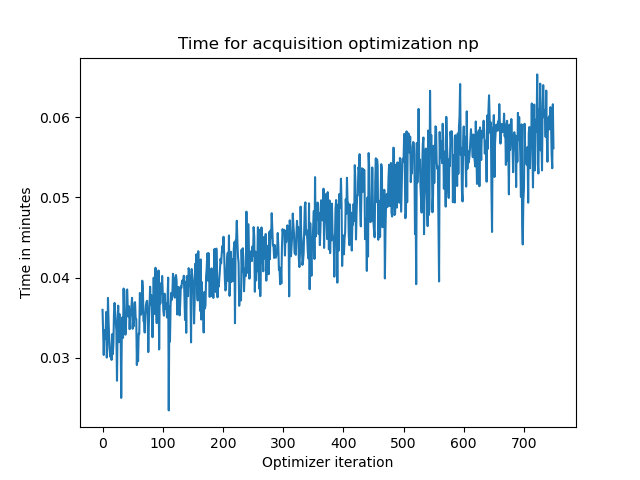 Time for acquisition optimization np
Time in minutes
0.06
0.05
0.04
0.03
0 100 200 300 400 500 600 700
Optimizer iteration